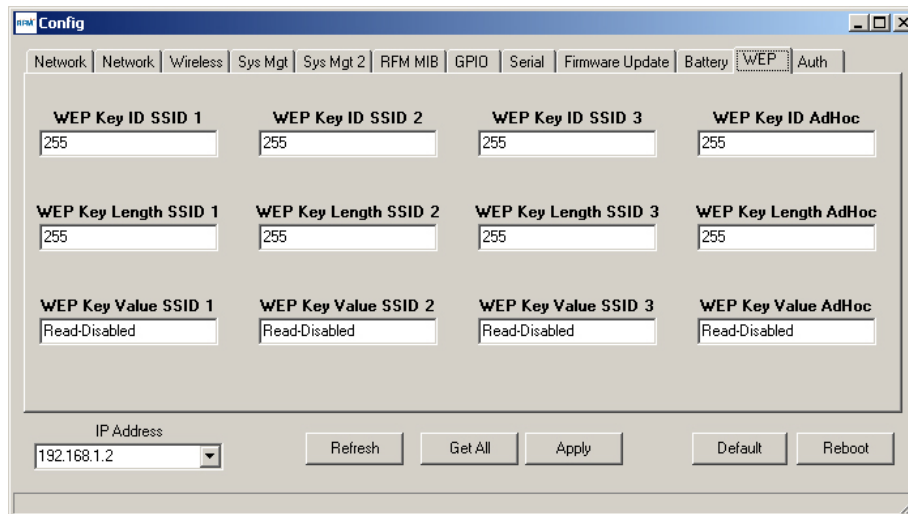 RFM Config
Network Network Wireless Sys Mgt Sys Mgt 2 RFM MIB GPIO Serial Firmware Update Battery WEP Auth
WEP Key ID SSID 1 WEP Key ID SSID 2 WEP Key ID SSID 3 WEP Key ID AdHoc
255 255 255 255
WEP Key Length SSID 1 WEP Key Length SSID 2 WEP Key Length SSID 3 WEP Key Length AdHoc
255 255 255 255
WEP Key Value SSID 1 WEP Key Value SSID 2 WEP Key Value SSID 3 WEP Key Value AdHoc
Read-Disabled Read-Disabled Read-Disabled Read-Disabled
IP Address
192.168.1.2 Refresh Get All Apply Default Reboot